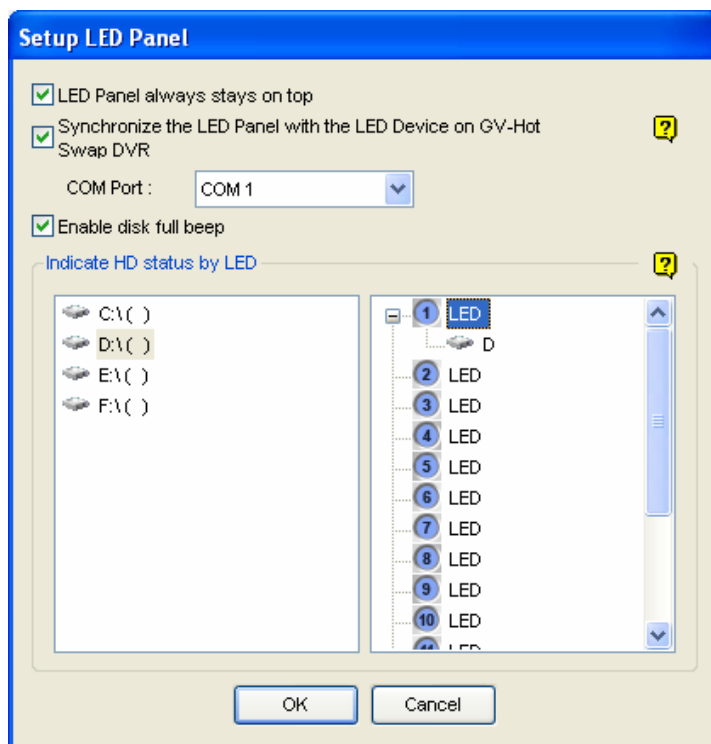 Setup LED Panel
LED Panel always stays on top
Synchronize the LED Panel with the LED Device on GV-Hot
Swap DVR
?
COM Port :
COM 1
Enable disk full beep
Indicate HD status by LED
?
C:\ ( )
D:\ ( )
E:\ ( )
F:\ ( )
1 LED
D
2 LED
3 LED
4 LED
5 LED
6 LED
7 LED
8 LED
9 LED
10 LED
11 LED
OK
Cancel